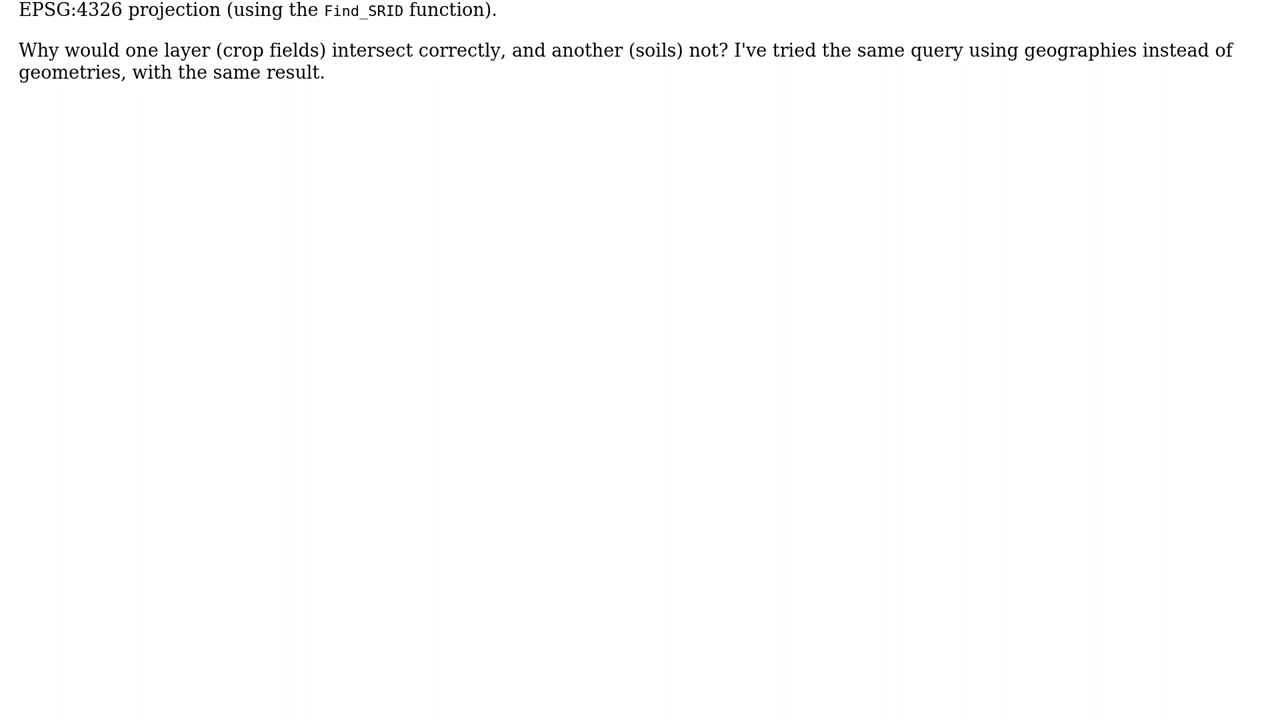 EPSG:4326 projection (using the Find_SRID function).
Why would one layer (crop fields) intersect correctly, and another (soils) not? I've tried the same query using geographies instead of
geometries, with the same result.